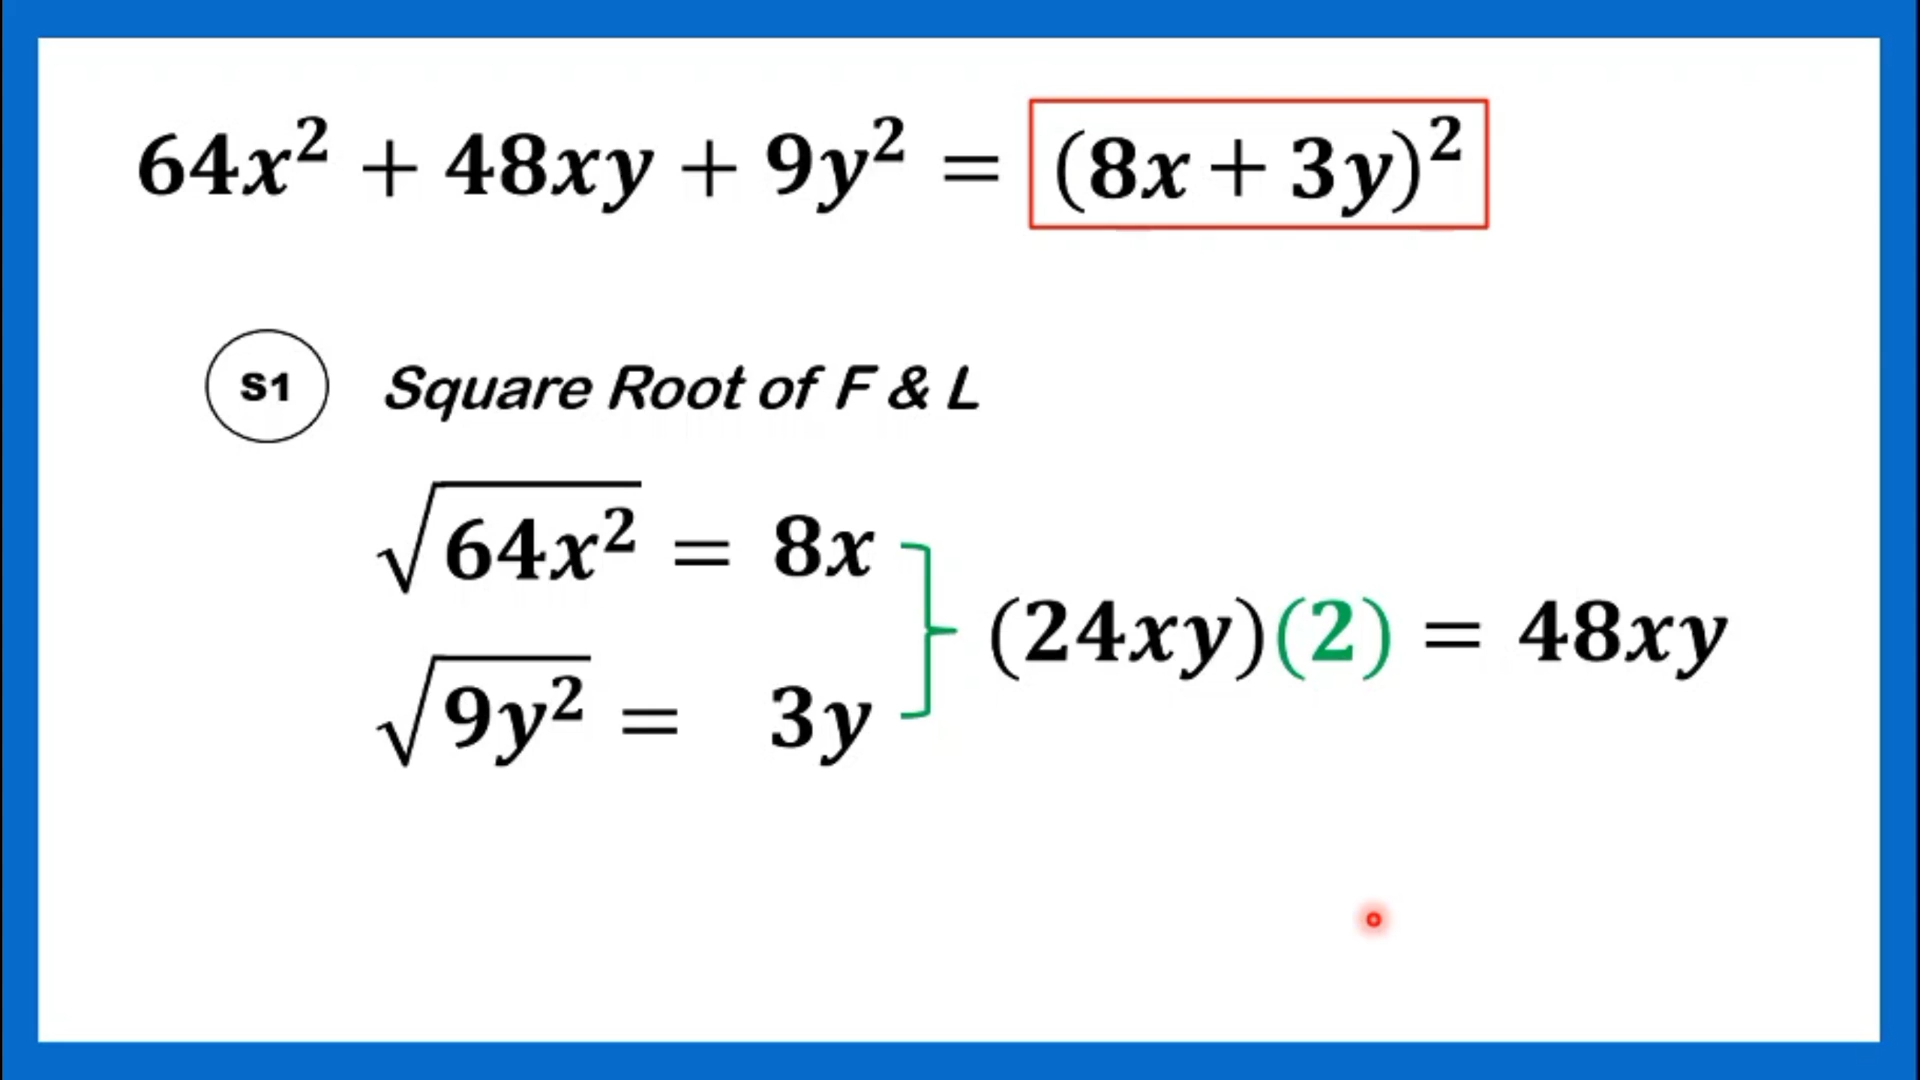 64x² + 48xy + 9y² = (8x + 3y)²
S1 Square Root of F & L
√64x² = 8x
(24xy)(2) = 48xy
√9y² = 3y